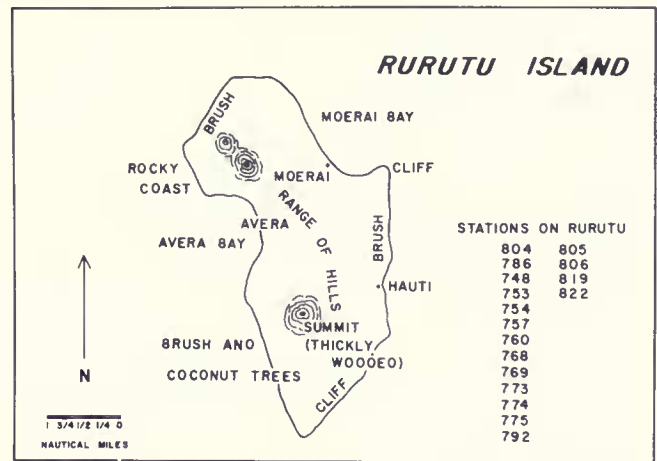 RURUTU ISLAND
BRUSH
MOERAI BAY
ROCKY
COAST
MOERAI
CLIFF
RANGE OF HILLS
AVERA
AVERA BAY
BRUSH
HAUTI
SUMMIT
(THICKLY
WOOOEO)
BRUSH ANO
COCONUT TREES
CLIFF
N
1 3/4 1/2 1/4 0
NAUTICAL MILES
STATIONS ON RURUTU
804 805
786 806
748 819
753 822
754
757
760
768
769
773
774
775
792